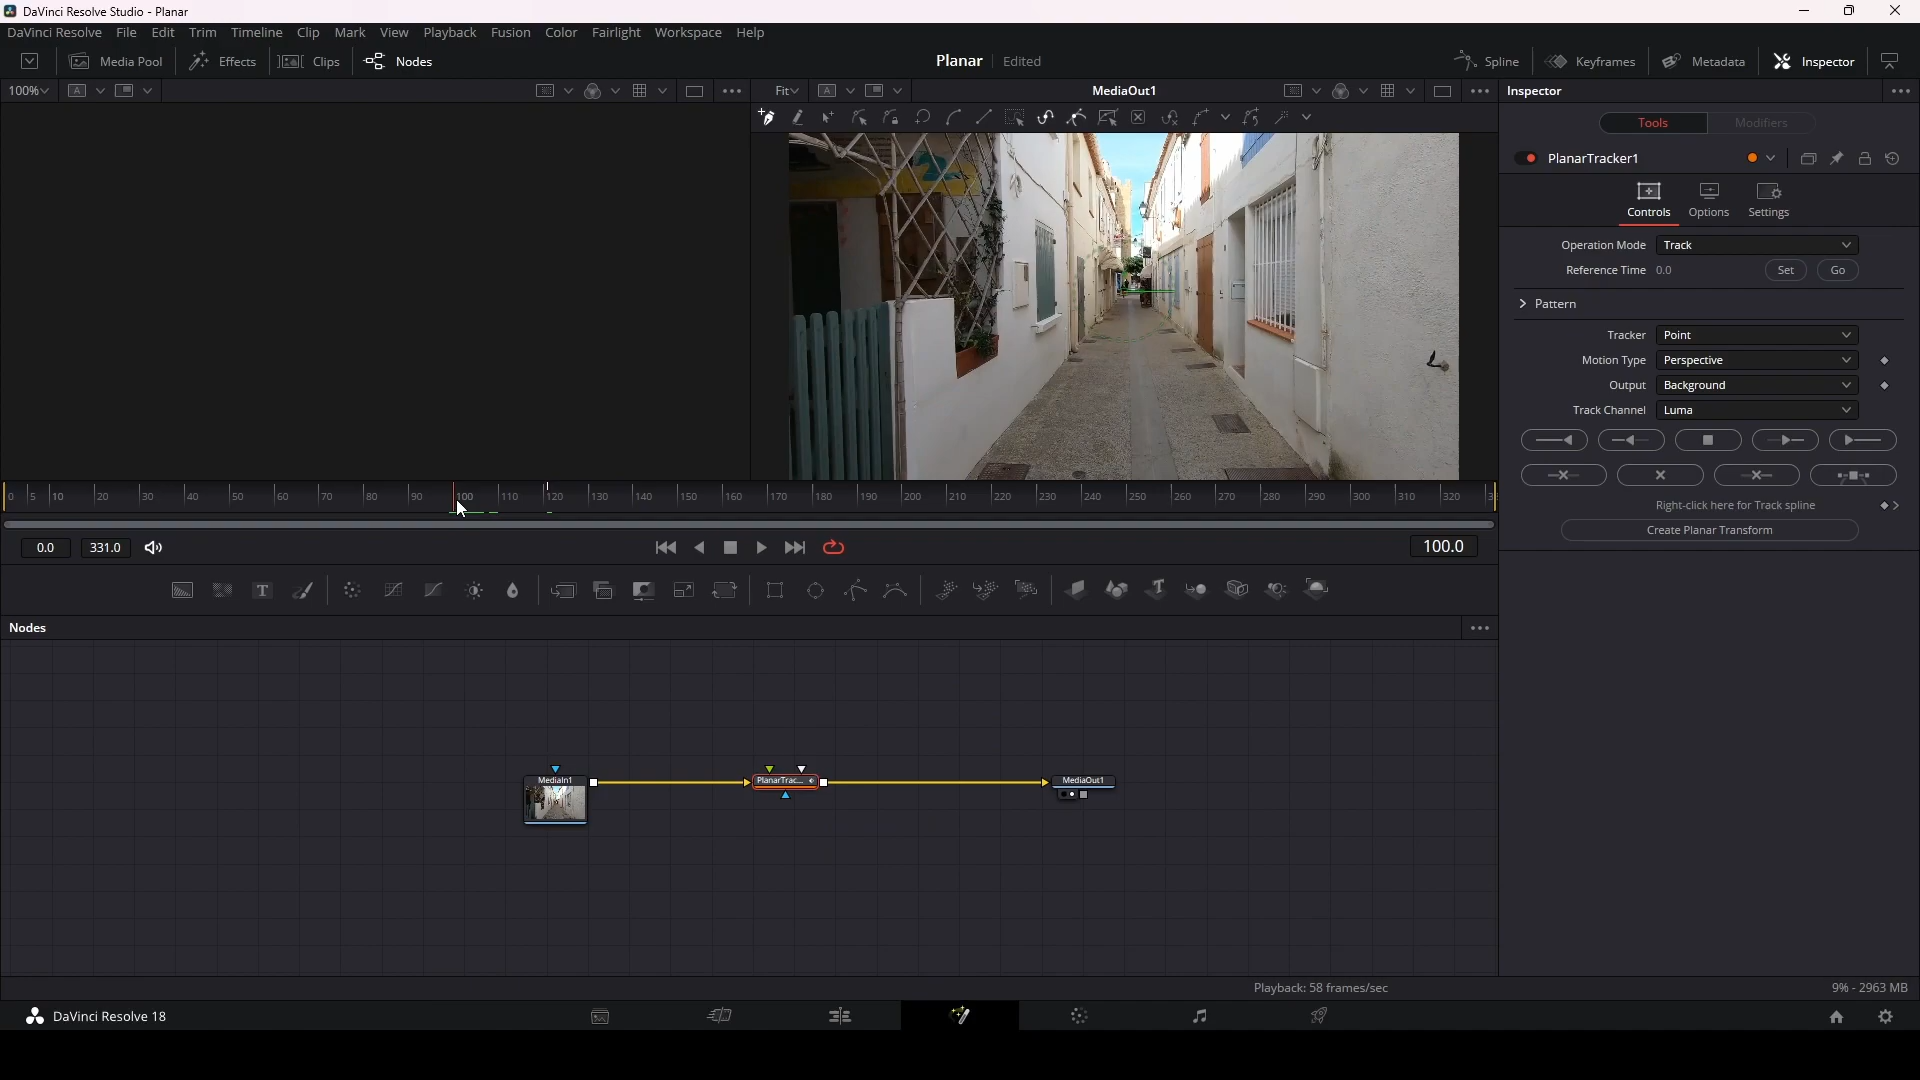 DaVinci Resolve Studio - Planar
DaVinci Resolve File Edit Trim Timeline Clip Mark View Playback Fusion Color Fairlight Workspace Help
Media Pool Effects Clips Nodes Planar Edited Spline Keyframes Metadata Inspector
100% A Fit A MediaOut1 Inspector
Tools Modifiers
PlanarTracker1
Controls Options Settings
Operation Mode Track
Reference Time 0.0 Set Go
Pattern
Tracker Point
Motion Type Perspective
Output Background
Track Channel Luma
0 5 10 20 30 40 50 60 70 80 90 100 110 120 130 140 150 160 170 180 190 200 210 220 230 240 250 260 270 280 290 300 310 320
Right-click here for Track spline
Create Planar Transform
0.0 331.0 100.0
Nodes
MediaIn1 PlanarTrac... MediaOut1
Playback: 58 frames/sec 9% - 2963 MB
DaVinci Resolve 18